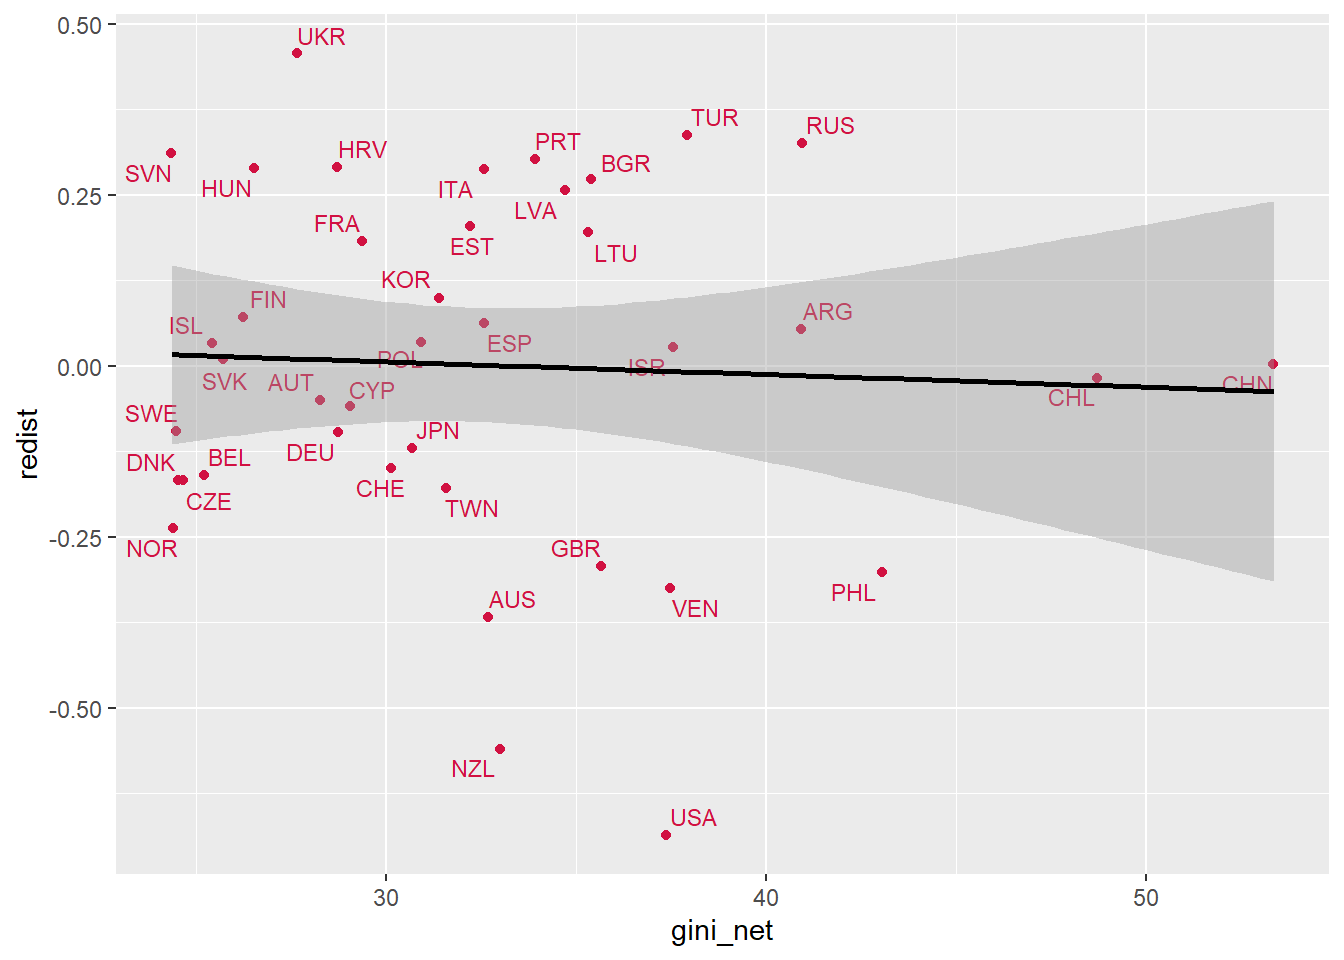 0.50
UKR
TUR
RUS
HRV
PRT
BGR
SVN
HUN
ITA
0.25
LVA
FRA
EST
LTU
KOR
FIN
ISL
ARG
ESP
POL
ISR
0.00
SVK
AUT
CYP
CHL
CHN
SWE
JPN
DEU
BEL
DNK
CHE
CZE
TWN
-0.25
NOR
GBR
PHL
AUS
VEN
-0.50
NZL
USA
30
40
50
gini_net
redist